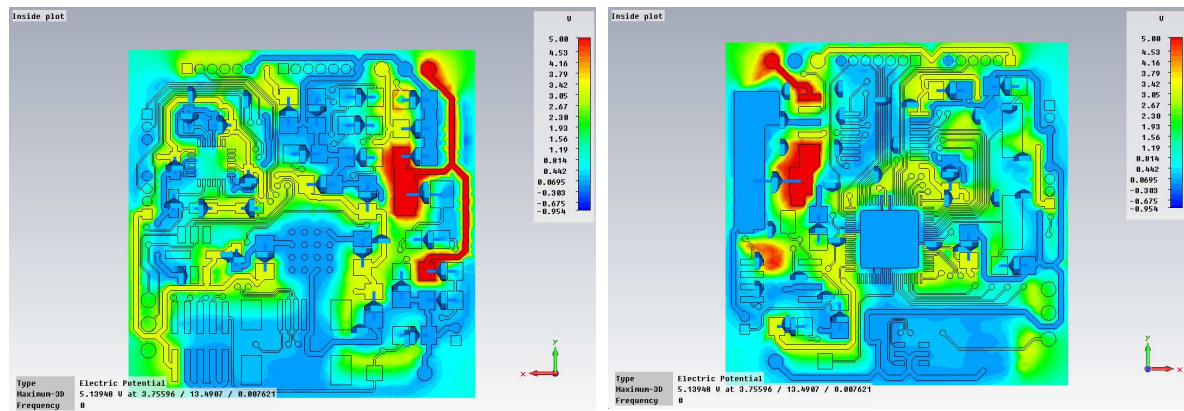 Inside plot
V
5.00
4.53
4.16
3.79
3.42
3.05
2.67
2.30
1.93
1.56
1.19
0.814
0.442
0.0695
-0.303
-0.675
-0.954
y
x
Type Electric Potential
Maximum-3D 5.13948 V at 3.75596 / 13.4907 / 0.007621
Frequency 0
Inside plot
V
5.00
4.53
4.16
3.79
3.42
3.05
2.67
2.30
1.93
1.56
1.19
0.814
0.442
0.0695
-0.303
-0.675
-0.954
y
x
Type Electric Potential
Maximum-3D 5.13948 V at 3.75596 / 13.4907 / 0.007621
Frequency 0